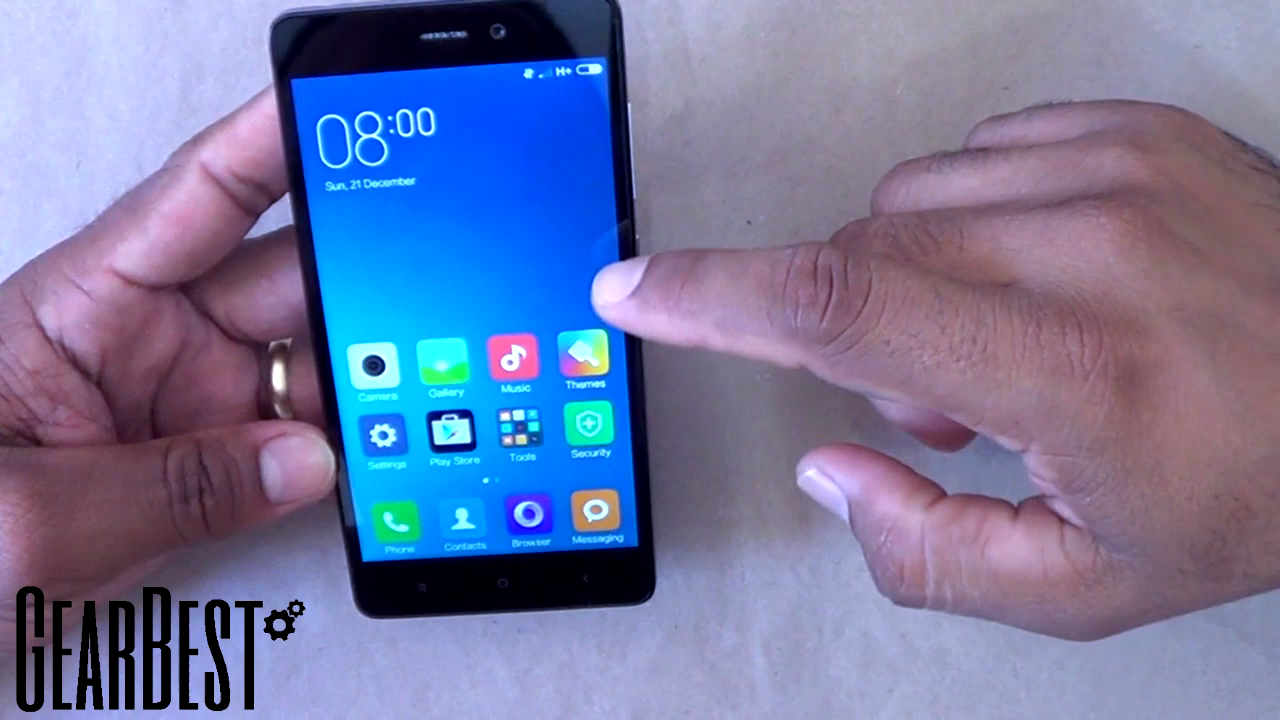 H+
08:00
Sun, 21 December
Camera Gallery Music Themes
Settings Play Store Tools Security
Phone Contacts Browser Messaging
GEARBEST